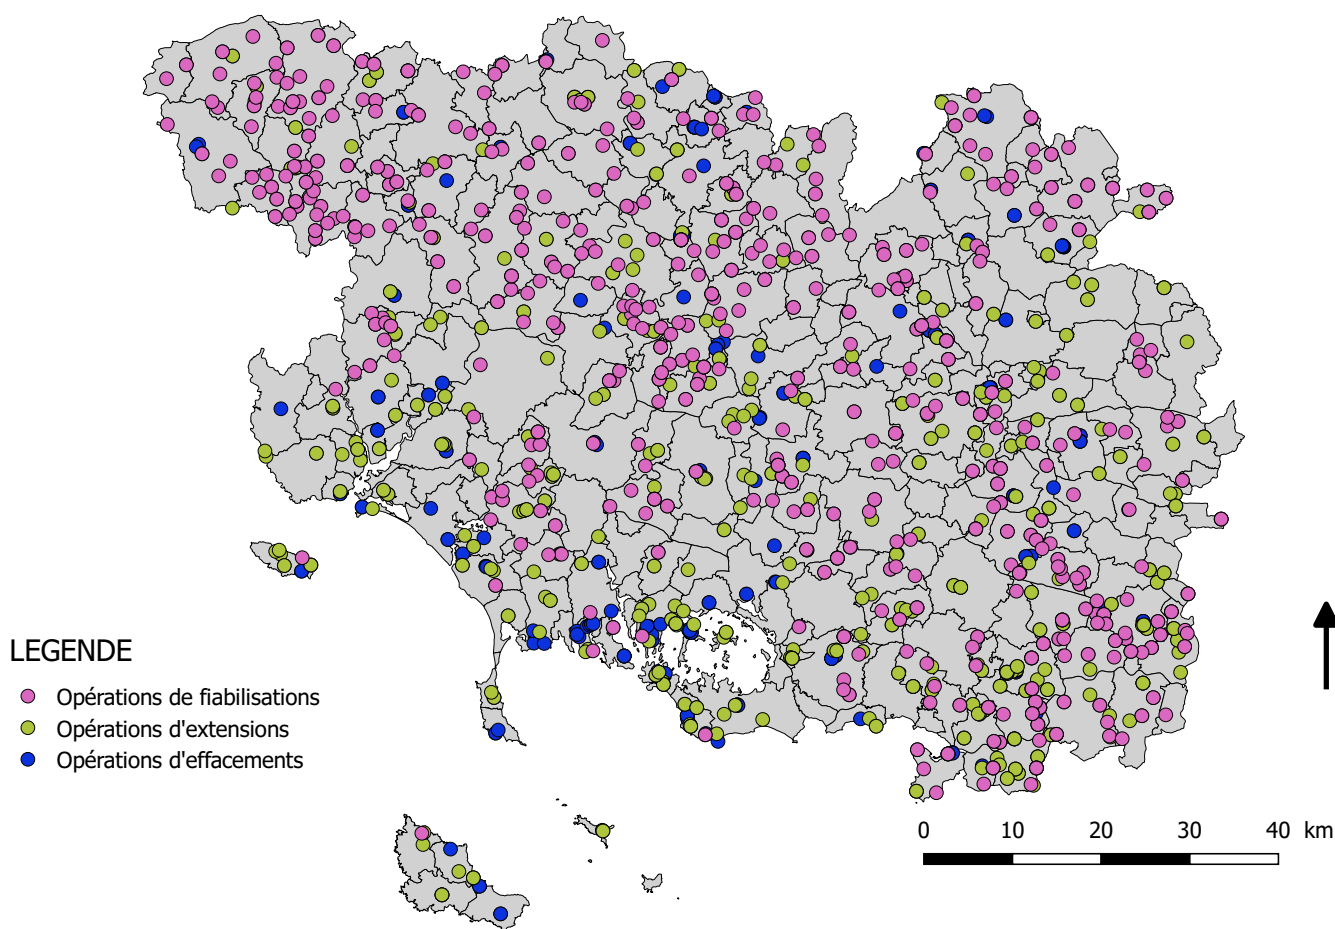 LEGENDE
Opérations de fiabilisations
Opérations d'extensions
Opérations d'effacements
0 10 20 30 40 km